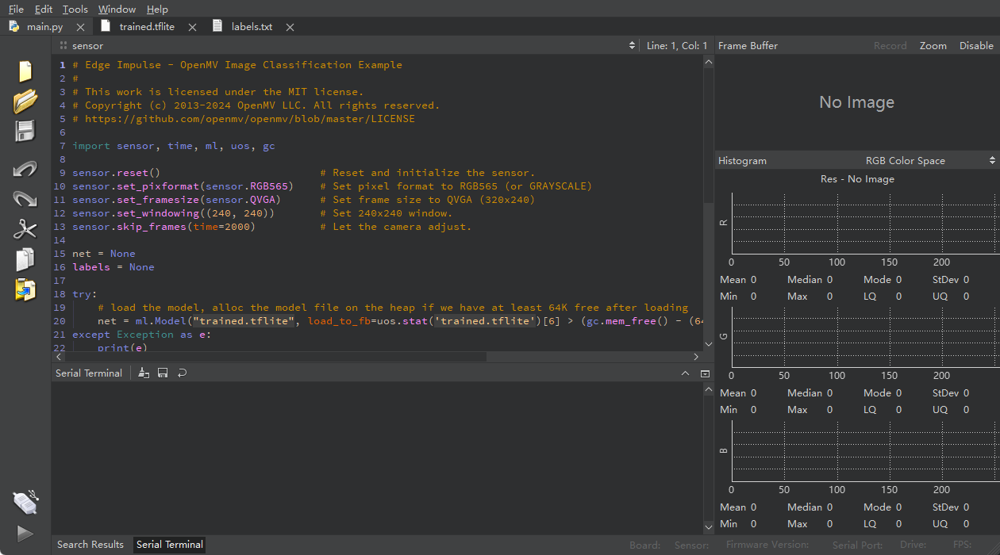 File Edit Tools Window Help
main.py trained.tflite labels.txt
sensor Line: 1, Col: 1 Frame Buffer Record Zoom Disable
1 # Edge Impulse - OpenMV Image Classification Example
2 #
3 # This work is licensed under the MIT license.
4 # Copyright (c) 2013-2024 OpenMV LLC. All rights reserved.
5 # https://github.com/openmv/openmv/blob/master/LICENSE
6
7 import sensor, time, ml, uos, gc
8
9 sensor.reset() # Reset and initialize the sensor.
10 sensor.set_pixformat(sensor.RGB565) # Set pixel format to RGB565 (or GRAYSCALE)
11 sensor.set_framesize(sensor.QVGA) # Set frame size to QVGA (320x240)
12 sensor.set_windowing((240, 240)) # Set 240x240 window.
13 sensor.skip_frames(time=2000) # Let the camera adjust.
14
15 net = None
16 labels = None
17
18 try:
19 # load the model, alloc the model file on the heap if we have at least 64K free after loading
20 net = ml.Model("trained.tflite", load_to_fb=uos.stat('trained.tflite')[6] > (gc.mem_free() - (64
21 except Exception as e:
22 print(e)
Serial Terminal
Search Results Serial Terminal
No Image
Histogram RGB Color Space
Res - No Image
R
0 50 100 150 200
Mean 0 Median 0 Mode 0 StDev 0
Min 0 Max 0 LQ 0 UQ 0
G
0 50 100 150 200
Mean 0 Median 0 Mode 0 StDev 0
Min 0 Max 0 LQ 0 UQ 0
B
0 50 100 150 200
Mean 0 Median 0 Mode 0 StDev 0
Min 0 Max 0 LQ 0 UQ 0
Board: Sensor: Firmware Version: Serial Port: Drive: FPS: